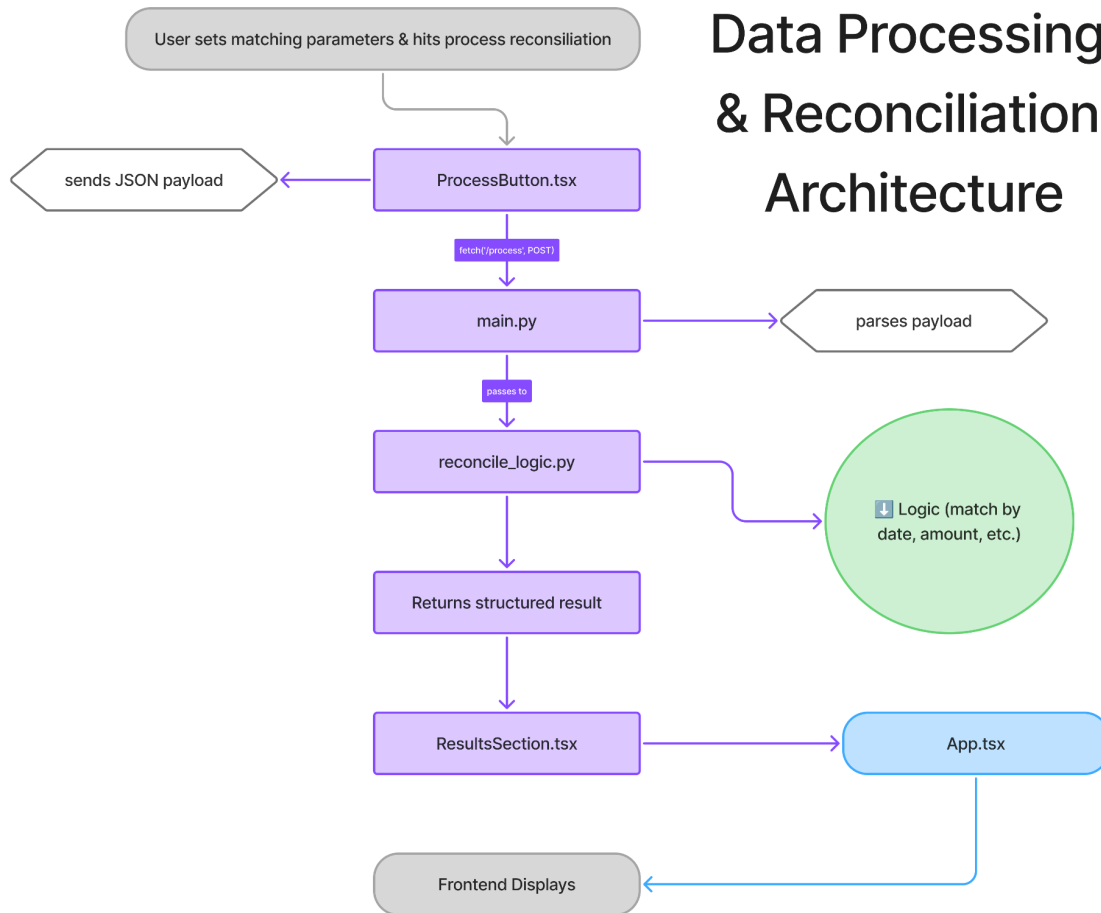 Data Processing
& Reconciliation
Architecture
User sets matching parameters & hits process reconsiliation
sends JSON payload
ProcessButton.tsx
fetch('/process', POST)
main.py
parses payload
passes to
reconcile_logic.py
⬇️ Logic (match by
date, amount, etc.)
Returns structured result
ResultsSection.tsx
App.tsx
Frontend Displays